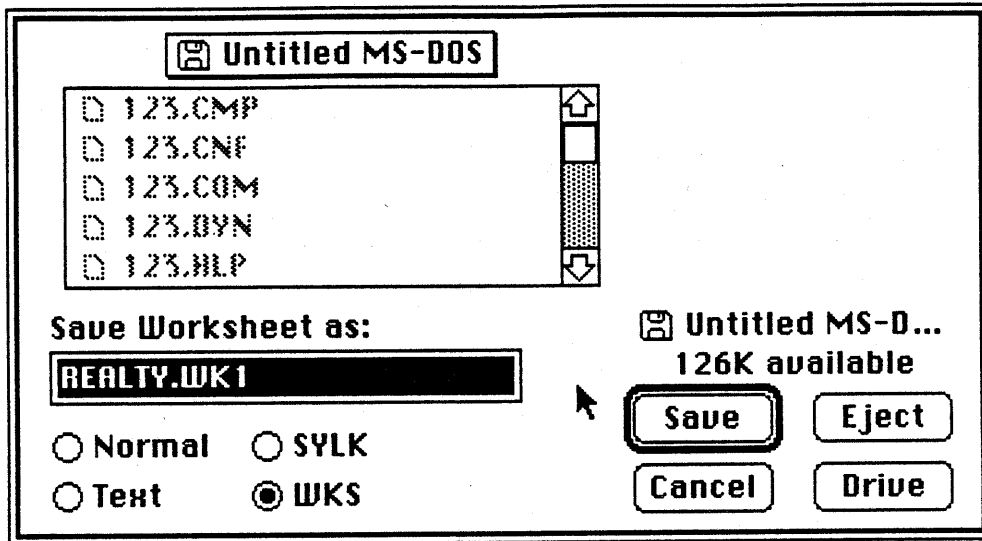 Untitled MS-DOS
123.CMP
123.CNF
123.COM
123.DYN
123.HLP
Save Worksheet as:
REALTY.WK1
Normal
SYLK
Text
WKS
Untitled MS-D...
126K available
Save
Eject
Cancel
Drive